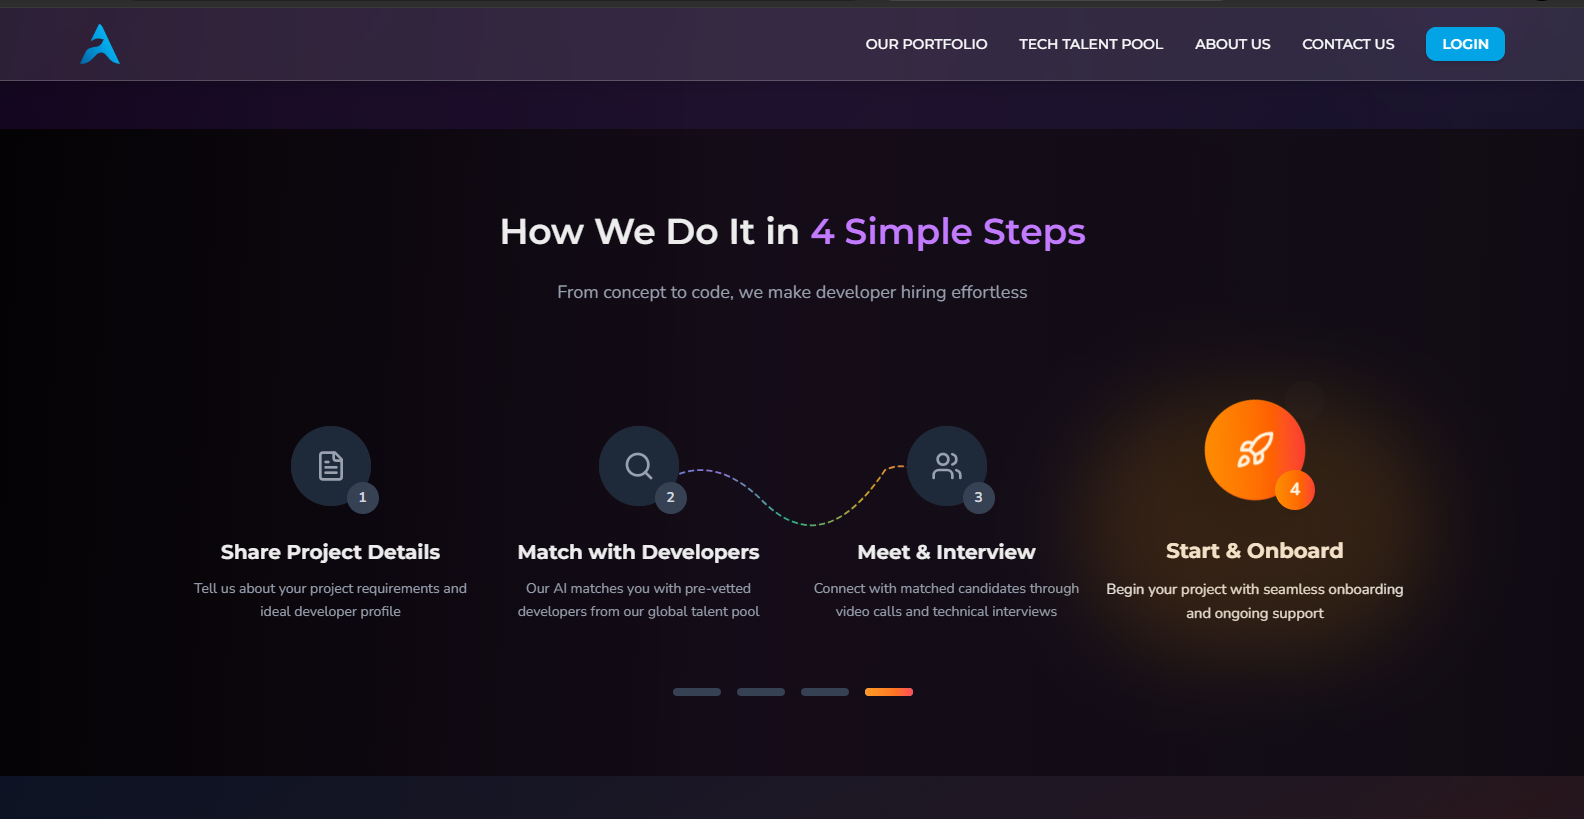 OUR PORTFOLIO
TECH TALENT POOL
ABOUT US
CONTACT US
LOGIN
How We Do It in 4 Simple Steps
From concept to code, we make developer hiring effortless
1
Share Project Details
Tell us about your project requirements and
ideal developer profile
2
Match with Developers
Our AI matches you with pre-vetted
developers from our global talent pool
3
Meet & Interview
Connect with matched candidates through
video calls and technical interviews
4
Start & Onboard
Begin your project with seamless onboarding
and ongoing support